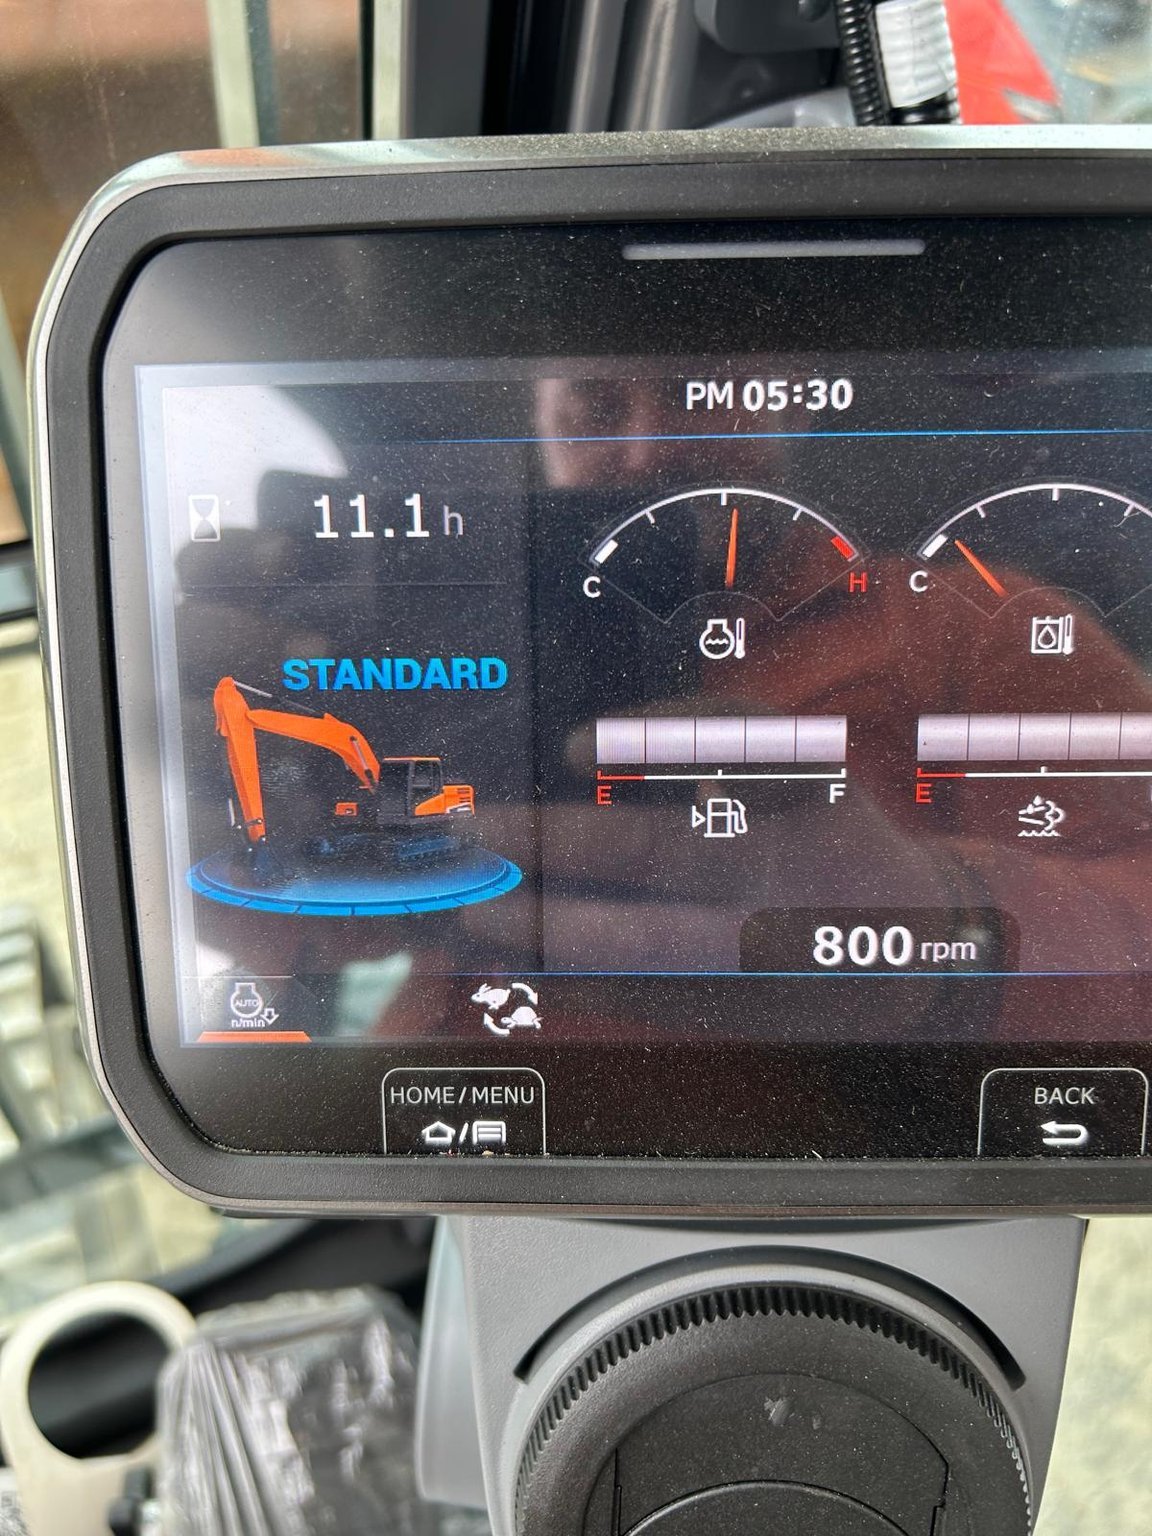 PM 05:30
11.1 h
C
H
C
STANDARD
E
F
E
800 rpm
AUTO
n/min
HOME/MENU
BACK